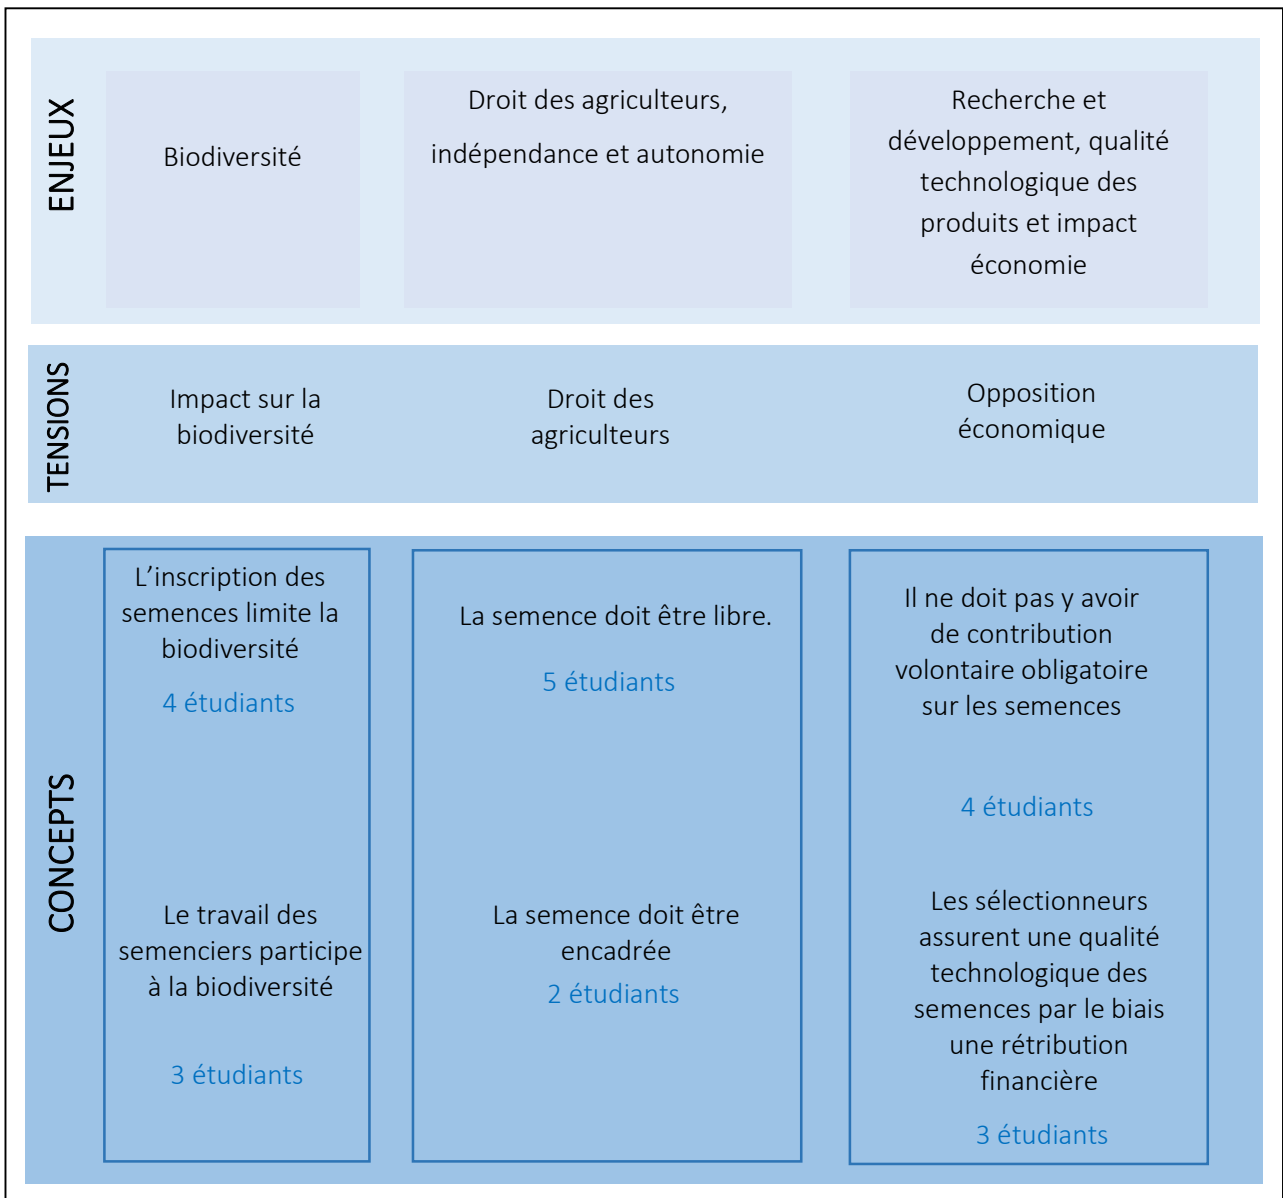 ENJEUX
Biodiversité
Droit des agriculteurs,
indépendance et autonomie
Recherche et
développement, qualité
technologique des
produits et impact
économie
TENSIONS
Impact sur la
biodiversité
Droit des
agriculteurs
Opposition
économique
CONCEPTS
L’inscription des
semences limite la
biodiversité
4 étudiants
Le travail des
semenciers participe
à la biodiversité
3 étudiants
La semence doit être libre.
5 étudiants
La semence doit être
encadrée
2 étudiants
Il ne doit pas y avoir
de contribution
volontaire obligatoire
sur les semences
4 étudiants
Les sélectionneurs
assurent une qualité
technologique des
semences par le biais
une rétribution
financière
3 étudiants